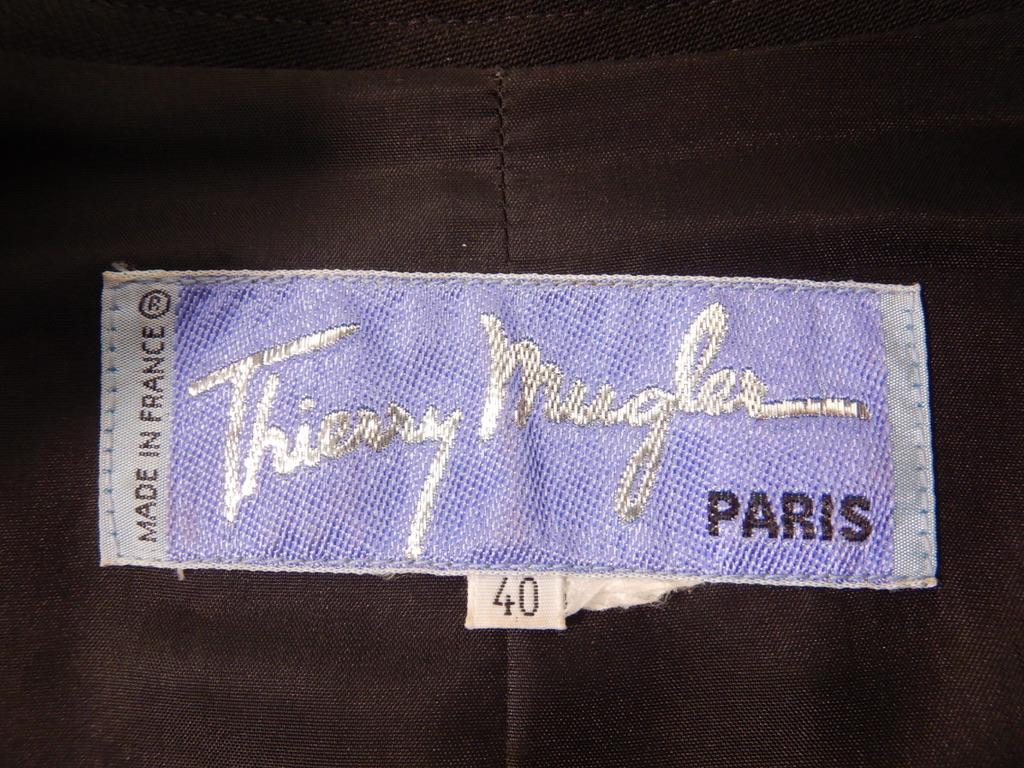 MADE IN FRANCE ®
Thierry Mugler
PARIS
40